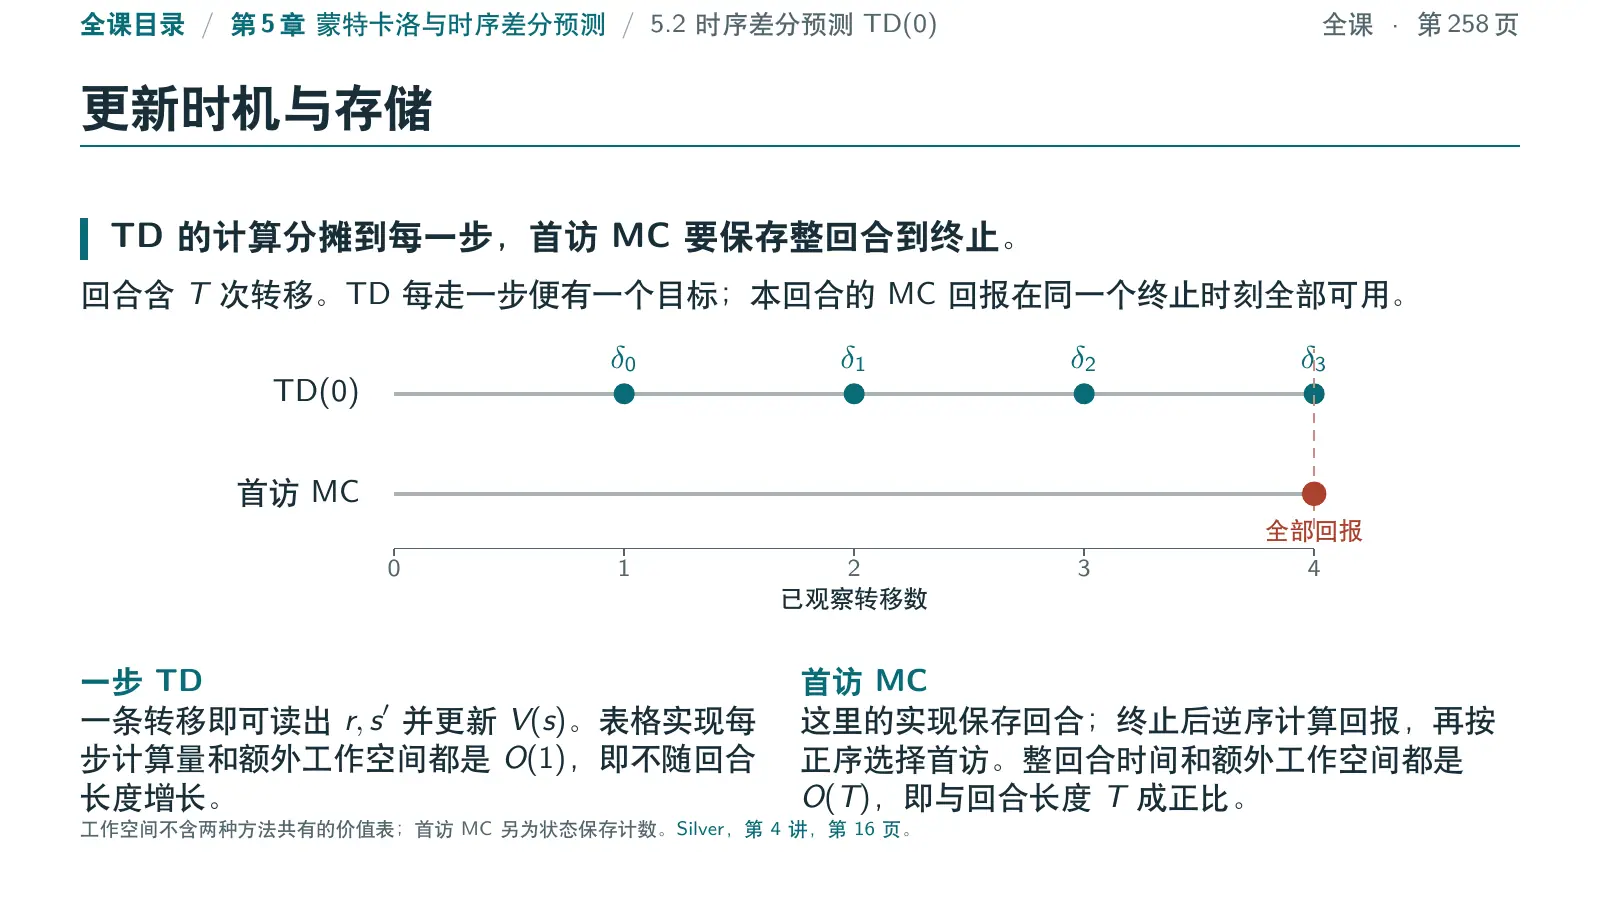 全课目录 / 第 5 章 蒙特卡洛与时序差分预测 / 5.2 时序差分预测 TD(0)
全课 · 第 258 页
更新时机与存储
TD 的计算分摊到每一步，首访 MC 要保存整回合到终止。
回合含 T 次转移。TD 每走一步便有一个目标；本回合的 MC 回报在同一个终止时刻全部可用。
δ₀ δ₁ δ₂ δ₃
TD(0)
首访 MC
全部回报
0 1 2 3 4
已观察转移数
一步 TD
一条转移即可读出 r, s′ 并更新 V(s)。表格实现每
步计算量和额外工作空间都是 O(1)，即不随回合
长度增长。
首访 MC
这里的实现保存回合；终止后逆序计算回报，再按
正序选择首访。整回合时间和额外工作空间都是
O(T)，即与回合长度 T 成正比。
工作空间不含两种方法共有的价值表；首访 MC 另为状态保存计数。Silver，第 4 讲，第 16 页。